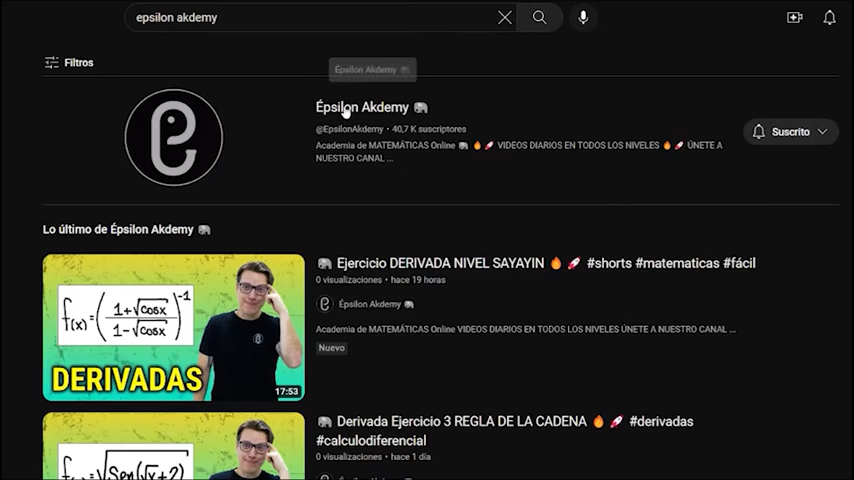 epsilon akdemy
Filtros
Épsilon Akdemy 🐘
Épsilon Akdemy 🐘
@EpsilonAkdemy • 40,7 K suscriptores
Academia de MATEMÁTICAS Online 🐘 🔥 🚀 VIDEOS DIARIOS EN TODOS LOS NIVELES 🔥 🚀 ÚNETE A
NUESTRO CANAL ...
Suscrito
Lo último de Épsilon Akdemy 🐘
f(x)=((1+√cosx)/(1-√cosx))^-1
DERIVADAS
17:53
🐘 Ejercicio DERIVADA NIVEL SAYAYIN 🔥 🚀 #shorts #matematicas #fácil
0 visualizaciones • hace 19 horas
Épsilon Akdemy 🐘
Academia de MATEMÁTICAS Online VIDEOS DIARIOS EN TODOS LOS NIVELES ÚNETE A NUESTRO CANAL ...
Nuevo
🐘 Derivada Ejercicio 3 REGLA DE LA CADENA 🔥 🚀 #derivadas
#calculodiferencial
0 visualizaciones • hace 1 día